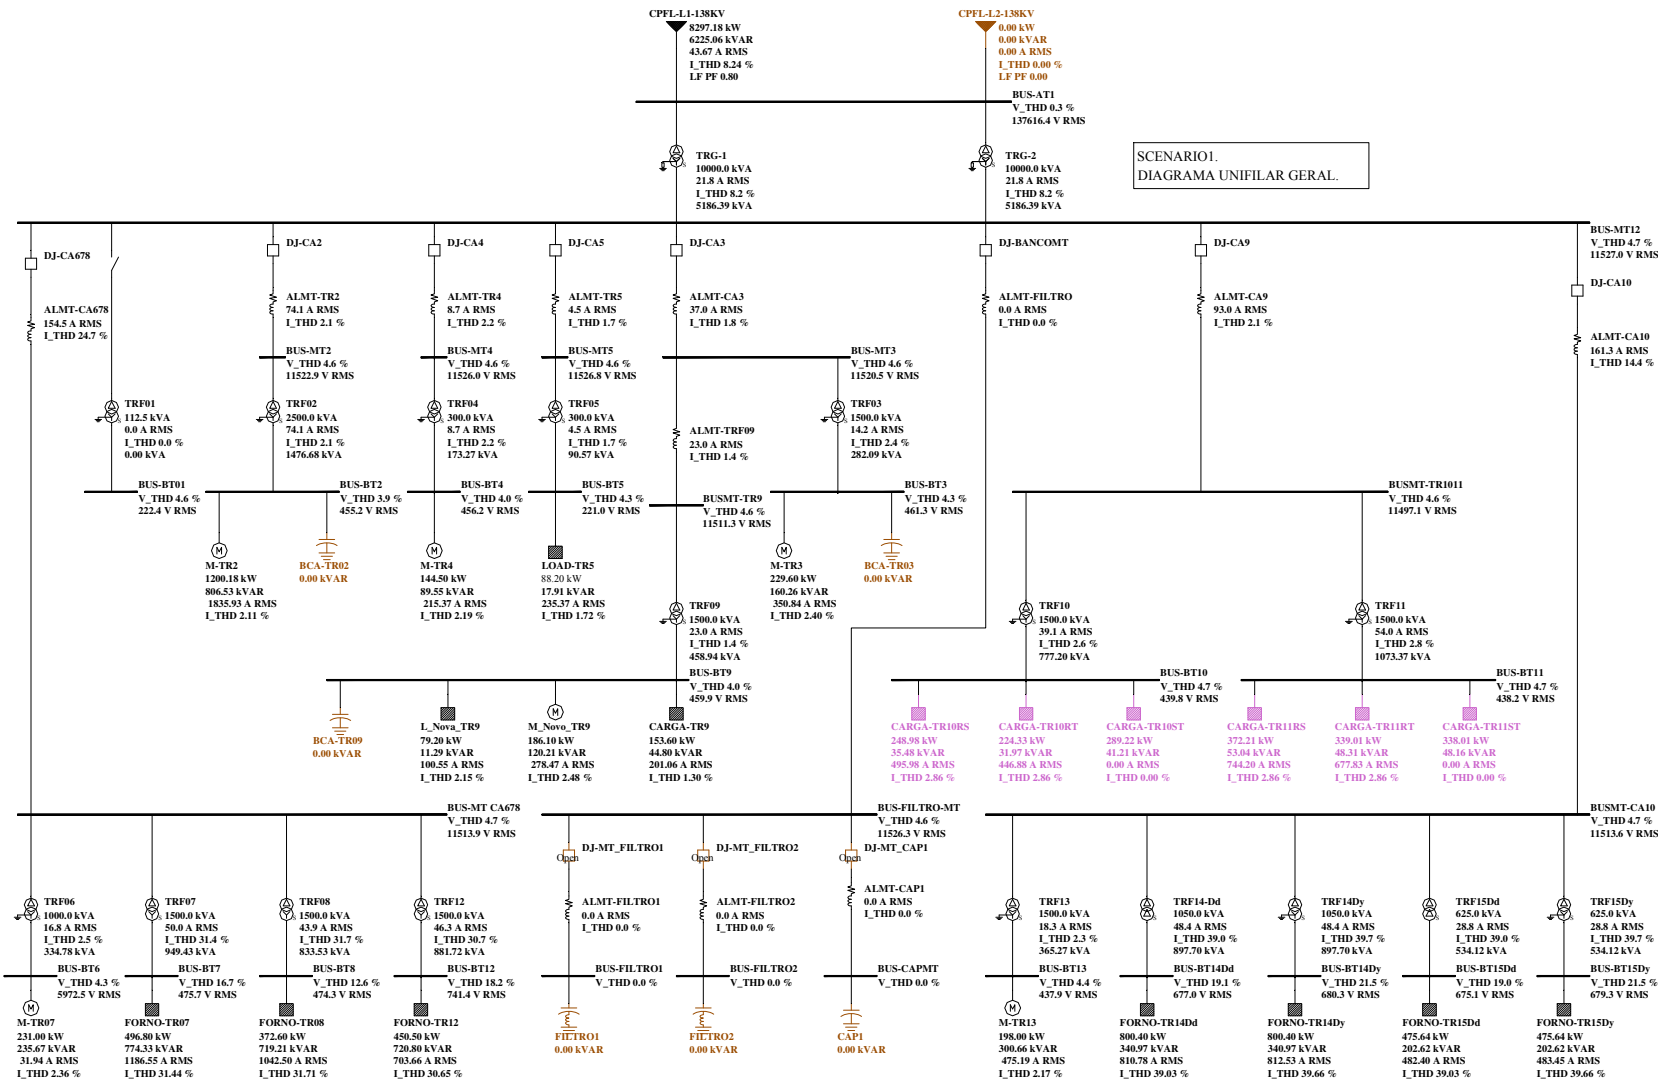 CPFL-L1-138KV
8297.18 kW
6225.06 kVAR
43.67 A RMS
I_THD 8.24 %
LF PF 0.80
CPFL-L2-138KV
0.00 kW
0.00 kVAR
0.00 A RMS
I_THD 0.00 %
LF PF 0.00
BUS-AT1
V_THD 0.3 %
137616.4 V RMS
TRG-1
10000.0 kVA
21.8 A RMS
I_THD 8.2 %
5186.39 kVA
TRG-2
10000.0 kVA
21.8 A RMS
I_THD 8.2 %
5186.39 kVA
SCENARIO1.
DIAGRAMA UNIFILAR GERAL.
BUS-MT12
V_THD 4.7 %
11527.0 V RMS
DJ-CA678
DJ-CA2
DJ-CA4
DJ-CA5
DJ-CA3
DJ-BANCOMT
DJ-CA9
DJ-CA10
ALMT-CA678
154.5 A RMS
I_THD 24.7 %
ALMT-TR2
74.1 A RMS
I_THD 2.1 %
ALMT-TR4
8.7 A RMS
I_THD 2.2 %
ALMT-TR5
4.5 A RMS
I_THD 1.7 %
ALMT-CA3
37.0 A RMS
I_THD 1.8 %
ALMT-FILTRO
0.0 A RMS
I_THD 0.0 %
ALMT-CA9
93.0 A RMS
I_THD 2.1 %
ALMT-CA10
161.3 A RMS
I_THD 14.4 %
BUS-MT2
V_THD 4.6 %
11522.9 V RMS
BUS-MT4
V_THD 4.6 %
11526.0 V RMS
BUS-MT5
V_THD 4.6 %
11526.8 V RMS
BUS-MT3
V_THD 4.6 %
11520.5 V RMS
TRF01
112.5 kVA
0.0 A RMS
I_THD 0.0 %
0.00 kVA
TRF02
2500.0 kVA
74.1 A RMS
I_THD 2.1 %
1476.68 kVA
TRF04
300.0 kVA
8.7 A RMS
I_THD 2.2 %
173.27 kVA
TRF05
300.0 kVA
4.5 A RMS
I_THD 1.7 %
90.57 kVA
ALMT-TRF09
23.0 A RMS
I_THD 1.4 %
TRF03
1500.0 kVA
14.2 A RMS
I_THD 2.4 %
282.09 kVA
BUS-BT01
V_THD 4.6 %
222.4 V RMS
BUS-BT2
V_THD 3.9 %
455.2 V RMS
BUS-BT4
V_THD 4.0 %
456.2 V RMS
BUS-BT5
V_THD 4.3 %
221.0 V RMS
BUSMT-TR9
V_THD 4.6 %
11511.3 V RMS
BUS-BT3
V_THD 4.3 %
461.3 V RMS
BUSMT-TR1011
V_THD 4.6 %
11497.1 V RMS
M
M-TR2
1200.18 kW
806.53 kVAR
1835.93 A RMS
I_THD 2.11 %
BCA-TR02
0.00 kVAR
M
M-TR4
144.50 kW
89.55 kVAR
215.37 A RMS
I_THD 2.19 %
LOAD-TR5
88.20 kW
17.91 kVAR
235.37 A RMS
I_THD 1.72 %
M
M-TR3
229.60 kW
160.26 kVAR
350.84 A RMS
I_THD 2.40 %
BCA-TR03
0.00 kVAR
TRF09
1500.0 kVA
23.0 A RMS
I_THD 1.4 %
458.94 kVA
TRF10
1500.0 kVA
39.1 A RMS
I_THD 2.6 %
777.20 kVA
TRF11
1500.0 kVA
54.0 A RMS
I_THD 2.8 %
1073.37 kVA
BUS-BT9
V_THD 4.0 %
459.9 V RMS
BUS-BT10
V_THD 4.7 %
439.8 V RMS
BUS-BT11
V_THD 4.7 %
438.2 V RMS
BCA-TR09
0.00 kVAR
L_Nova_TR9
79.20 kW
11.29 kVAR
100.55 A RMS
I_THD 2.15 %
M
M_Novo_TR9
186.10 kW
120.21 kVAR
278.47 A RMS
I_THD 2.48 %
CARGA-TR9
153.60 kW
44.80 kVAR
201.06 A RMS
I_THD 1.30 %
CARGA-TR10RS
248.98 kW
35.48 kVAR
495.98 A RMS
I_THD 2.86 %
CARGA-TR10RT
224.33 kW
31.97 kVAR
446.88 A RMS
I_THD 2.86 %
CARGA-TR10ST
289.22 kW
41.21 kVAR
0.00 A RMS
I_THD 0.00 %
CARGA-TR11RS
372.21 kW
53.04 kVAR
744.20 A RMS
I_THD 2.86 %
CARGA-TR11RT
339.01 kW
48.31 kVAR
677.83 A RMS
I_THD 2.86 %
CARGA-TR11ST
338.01 kW
48.16 kVAR
0.00 A RMS
I_THD 0.00 %
BUS-MT CA678
V_THD 4.7 %
11513.9 V RMS
BUS-FILTRO-MT
V_THD 4.6 %
11526.3 V RMS
BUSMT-CA10
V_THD 4.7 %
11513.6 V RMS
DJ-MT_FILTRO1
Open
DJ-MT_FILTRO2
Open
DJ-MT_CAP1
Open
TRF06
1000.0 kVA
16.8 A RMS
I_THD 2.5 %
334.78 kVA
TRF07
1500.0 kVA
50.0 A RMS
I_THD 31.4 %
949.43 kVA
TRF08
1500.0 kVA
43.9 A RMS
I_THD 31.7 %
833.53 kVA
TRF12
1500.0 kVA
46.3 A RMS
I_THD 30.7 %
881.72 kVA
ALMT-FILTRO1
0.0 A RMS
I_THD 0.0 %
ALMT-FILTRO2
0.0 A RMS
I_THD 0.0 %
ALMT-CAP1
0.0 A RMS
I_THD 0.0 %
TRF13
1500.0 kVA
18.3 A RMS
I_THD 2.3 %
365.27 kVA
TRF14-Dd
1050.0 kVA
48.4 A RMS
I_THD 39.0 %
897.70 kVA
TRF14Dy
1050.0 kVA
48.4 A RMS
I_THD 39.7 %
897.70 kVA
TRF15Dd
625.0 kVA
28.8 A RMS
I_THD 39.0 %
534.12 kVA
TRF15Dy
625.0 kVA
28.8 A RMS
I_THD 39.7 %
534.12 kVA
BUS-BT6
V_THD 4.3 %
5972.5 V RMS
BUS-BT7
V_THD 16.7 %
475.7 V RMS
BUS-BT8
V_THD 12.6 %
474.3 V RMS
BUS-BT12
V_THD 18.2 %
741.4 V RMS
BUS-FILTRO1
V_THD 0.0 %
BUS-FILTRO2
V_THD 0.0 %
BUS-CAPMT
V_THD 0.0 %
BUS-BT13
V_THD 4.4 %
437.9 V RMS
BUS-BT14Dd
V_THD 19.1 %
677.0 V RMS
BUS-BT14Dy
V_THD 21.5 %
680.3 V RMS
BUS-BT15Dd
V_THD 19.0 %
675.1 V RMS
BUS-BT15Dy
V_THD 21.5 %
679.3 V RMS
M
M-TR07
231.00 kW
235.67 kVAR
31.94 A RMS
I_THD 2.36 %
FORNO-TR07
496.80 kW
774.33 kVAR
1186.55 A RMS
I_THD 31.44 %
FORNO-TR08
372.60 kW
719.21 kVAR
1042.50 A RMS
I_THD 31.71 %
FORNO-TR12
450.50 kW
720.80 kVAR
703.66 A RMS
I_THD 30.65 %
FILTRO1
0.00 kVAR
FILTRO2
0.00 kVAR
CAP1
0.00 kVAR
M
M-TR13
198.00 kW
300.66 kVAR
475.19 A RMS
I_THD 2.17 %
FORNO-TR14Dd
800.40 kW
340.97 kVAR
810.78 A RMS
I_THD 39.03 %
FORNO-TR14Dy
800.40 kW
340.97 kVAR
812.53 A RMS
I_THD 39.66 %
FORNO-TR15Dd
475.64 kW
202.62 kVAR
482.40 A RMS
I_THD 39.03 %
FORNO-TR15Dy
475.64 kW
202.62 kVAR
483.45 A RMS
I_THD 39.66 %